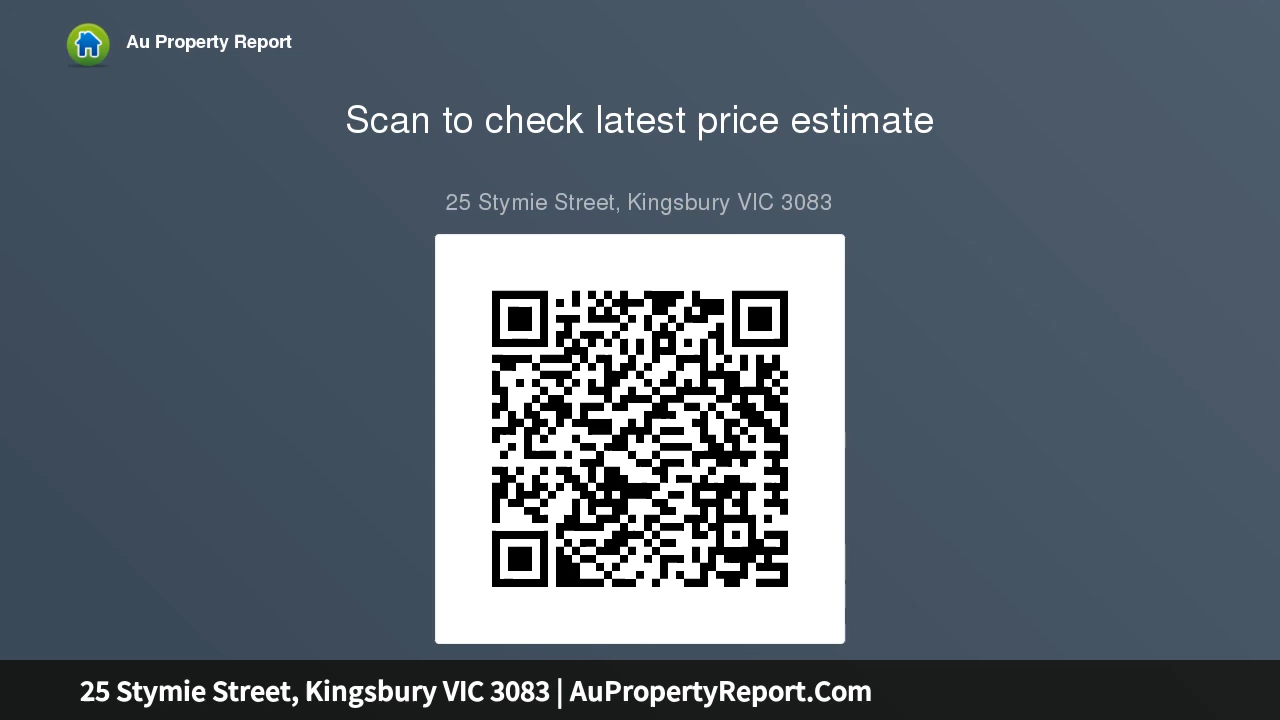 Au Property Report
Scan to check latest price estimate
25 Stymie Street, Kingsbury VIC 3083
25 Stymie Street, Kingsbury VIC 3083 | AuPropertyReport.Com